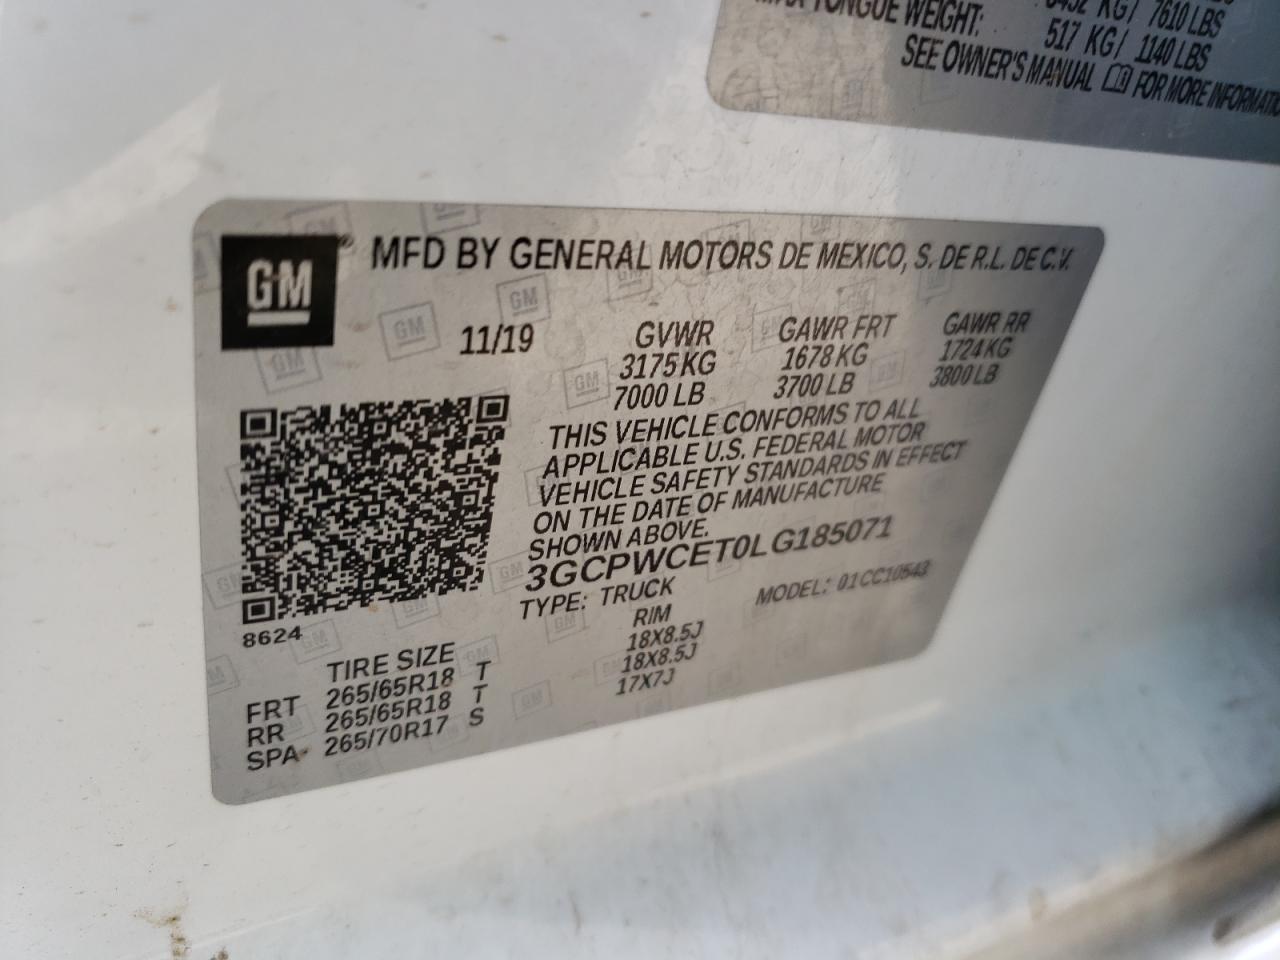 7610 LBS
TONGUE WEIGHT: 517 KG/ 1140 LBS
SEE OWNER'S MANUAL FOR MORE
GM
MFD BY GENERAL MOTORS DE MEXICO, S. DE R.L. DE C.V.
11/19 GVWR GAWR FRT GAWR RR
3175 KG 1678 KG 1724 KG
7000 LB 3700 LB 3800 LB
THIS VEHICLE CONFORMS TO ALL
APPLICABLE U.S. FEDERAL MOTOR
VEHICLE SAFETY STANDARDS IN EFFECT
ON THE DATE OF MANUFACTURE
SHOWN ABOVE.
3GCPWCET0LG185071
TYPE: TRUCK MODEL: 01CC10543
8624
TIRE SIZE RIM
FRT 265/65R18 T 18X8.5J
RR 265/65R18 T 18X8.5J
SPA 265/70R17 S 17X7J